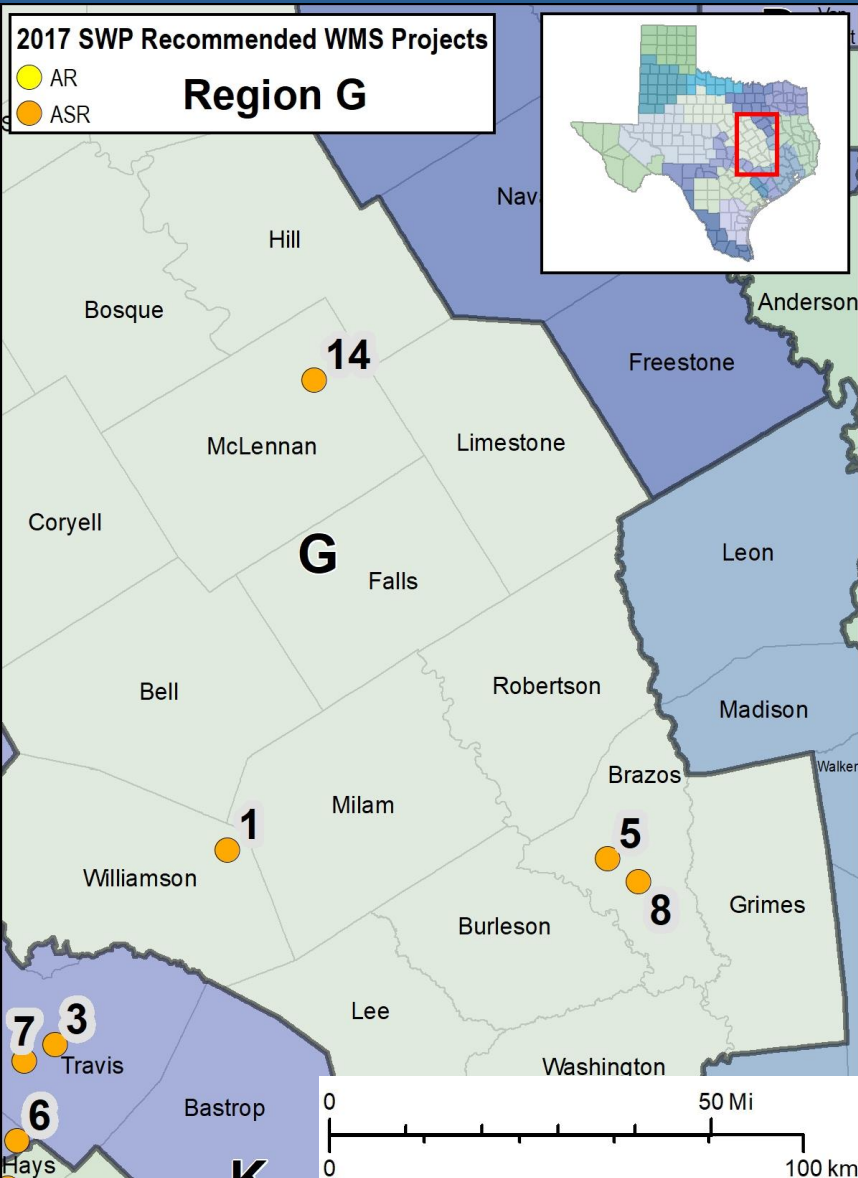 2017 SWP Recommended WMS Projects
AR
ASR
Region G
Hill
Bosque
Anderson
14
Freestone
McLennan
Limestone
Coryell
G
Leon
Falls
Bell
Robertson
Madison
Walker
Brazos
Milam
1
5
Williamson
8
Grimes
Burleson
Lee
7
3
Travis
Washington
Bastrop
6
Hays
K
0 50 Mi
0 100 km